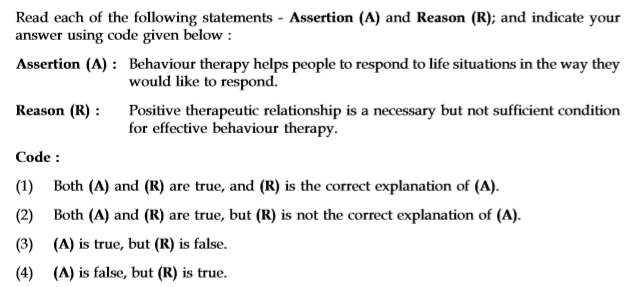 Read each of the following statements - Assertion (A) and Reason (R); and indicate your
answer using code given below :
Assertion (A) : Behaviour therapy helps people to respond to life situations in the way they
would like to respond.
Reason (R) : Positive therapeutic relationship is a necessary but not sufficient condition
for effective behaviour therapy.
Code :
(1) Both (A) and (R) are true, and (R) is the correct explanation of (A).
(2) Both (A) and (R) are true, but (R) is not the correct explanation of (A).
(3) (A) is true, but (R) is false.
(4) (A) is false, but (R) is true.